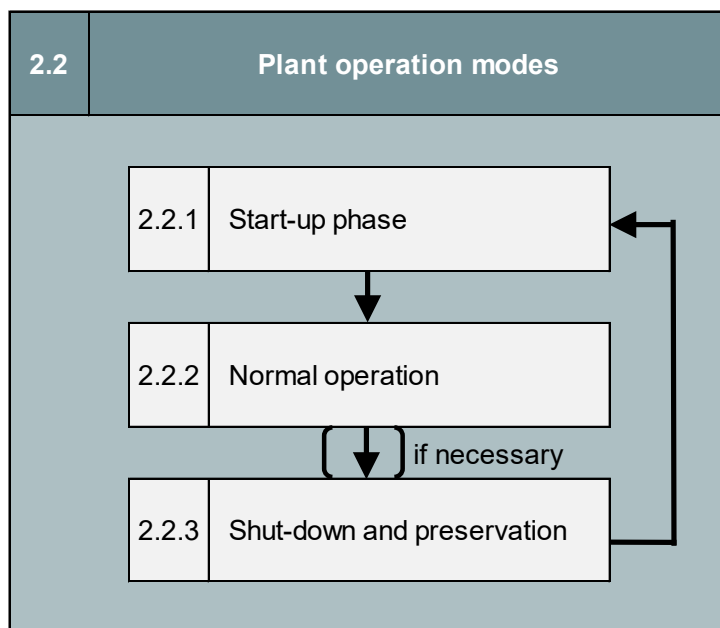 2.2 Plant operation modes
2.2.1 Start-up phase
2.2.2 Normal operation
if necessary
2.2.3 Shut-down and preservation